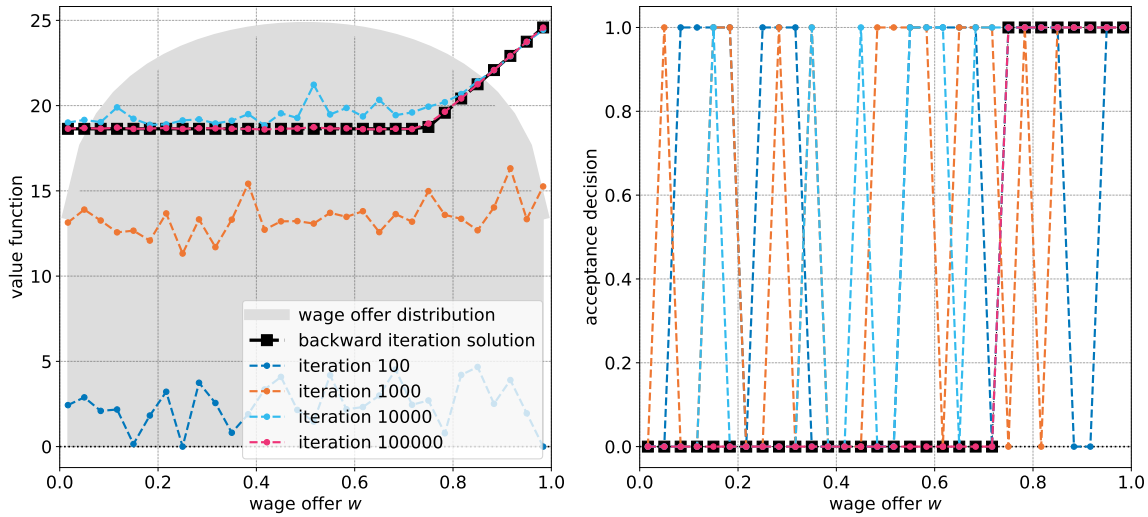 25
20
15
10
5
0
value function
0.0 0.2 0.4 0.6 0.8 1.0
wage offer w
wage offer distribution
backward iteration solution
iteration 100
iteration 1000
iteration 10000
iteration 100000
1.0
0.8
0.6
0.4
0.2
0.0
acceptance decision
0.0 0.2 0.4 0.6 0.8 1.0
wage offer w